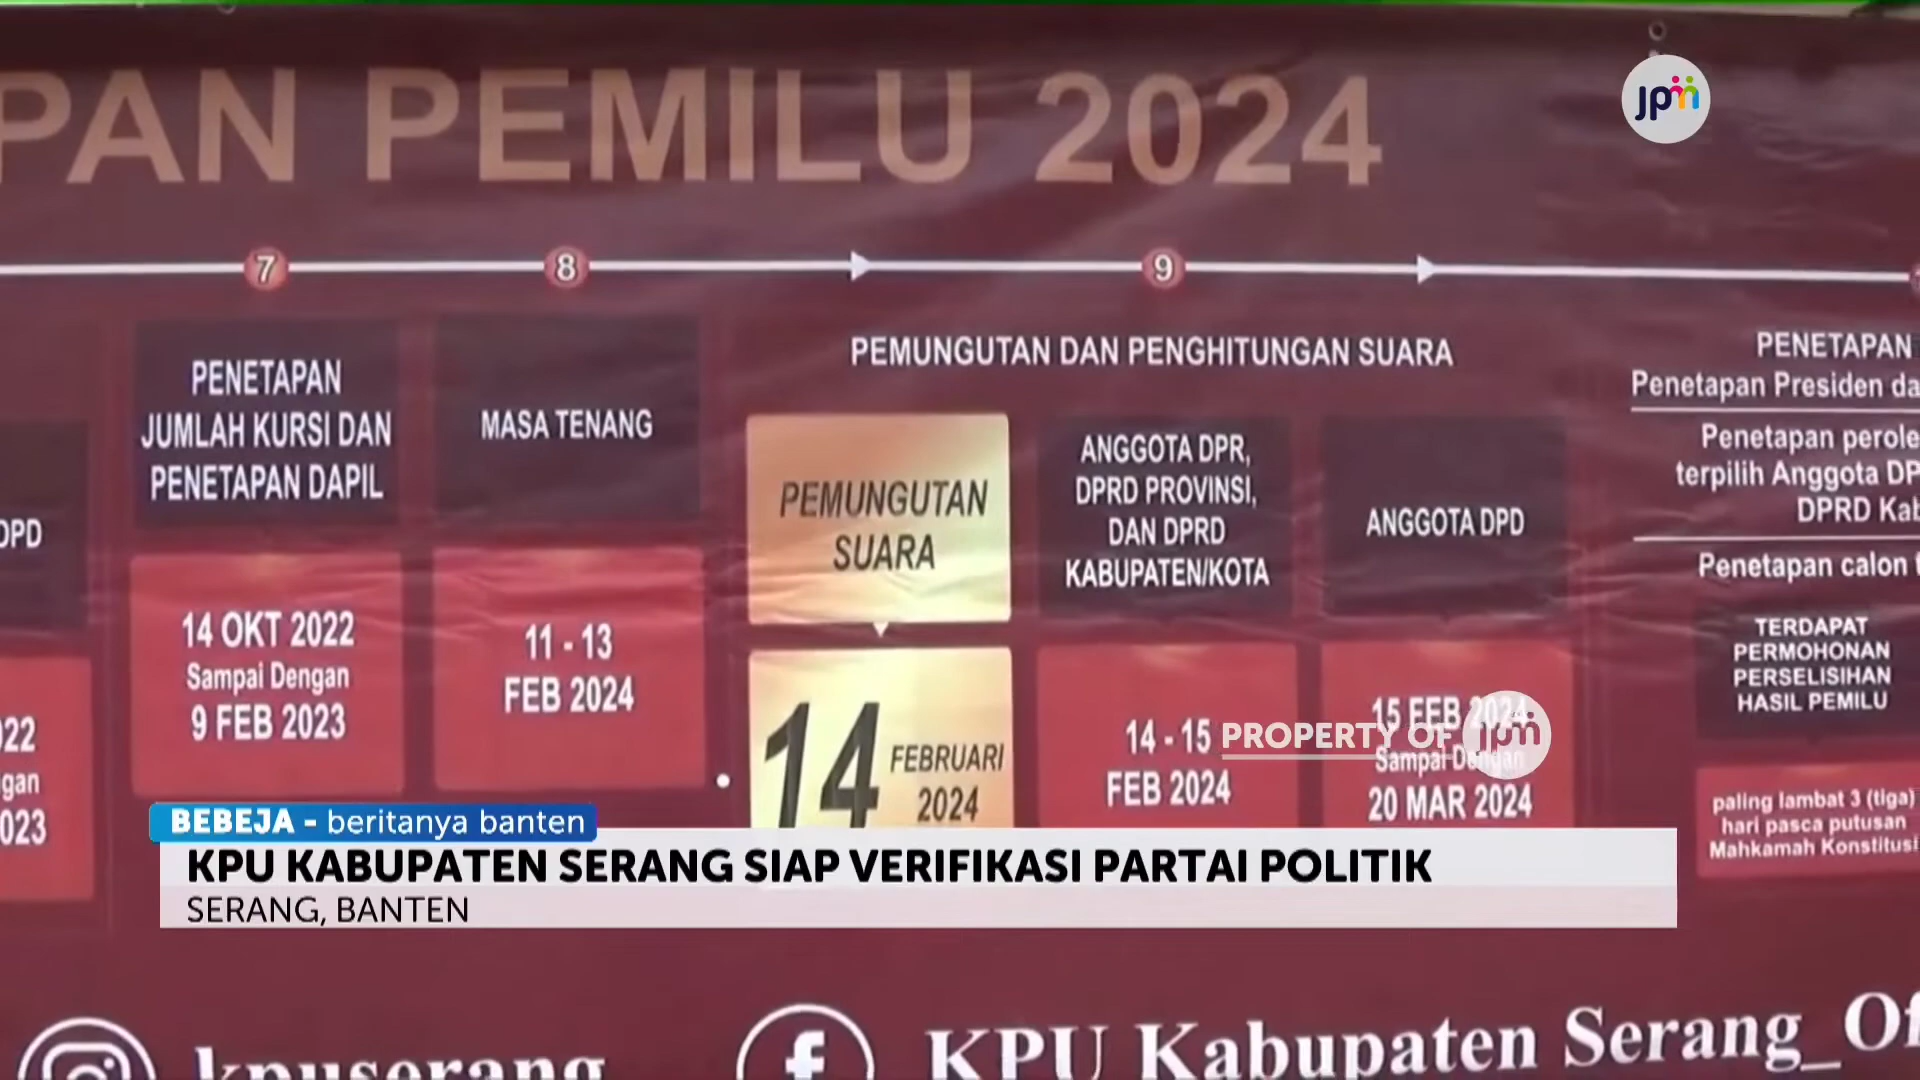 PAN PEMILU 2024
jpm
7
8
9
PENETAPAN
JUMLAH KURSI DAN
PENETAPAN DAPIL
14 OKT 2022
Sampai Dengan
9 FEB 2023
MASA TENANG
11 - 13
FEB 2024
PEMUNGUTAN DAN PENGHITUNGAN SUARA
PEMUNGUTAN
SUARA
14 FEBRUARI
2024
ANGGOTA DPR,
DPRD PROVINSI,
DAN DPRD
KABUPATEN/KOTA
14 - 15
FEB 2024
ANGGOTA DPD
15 FEB 2024
Sampai Dengan
20 MAR 2024
PENETAPAN
Penetapan Presiden da
Penetapan perole
terpilih Anggota DP
DPRD Kab
Penetapan calon t
TERDAPAT
PERMOHONAN
PERSELISIHAN
HASIL PEMILU
paling lambat 3 (tiga)
hari pasca putusan
Mahkamah Konstitusi
DPD
022
ngan
023
PROPERTY OF jpm
BEBEJA - beritanya banten
KPU KABUPATEN SERANG SIAP VERIFIKASI PARTAI POLITIK
SERANG, BANTEN
kpuserang
KPU Kabupaten Serang_Of